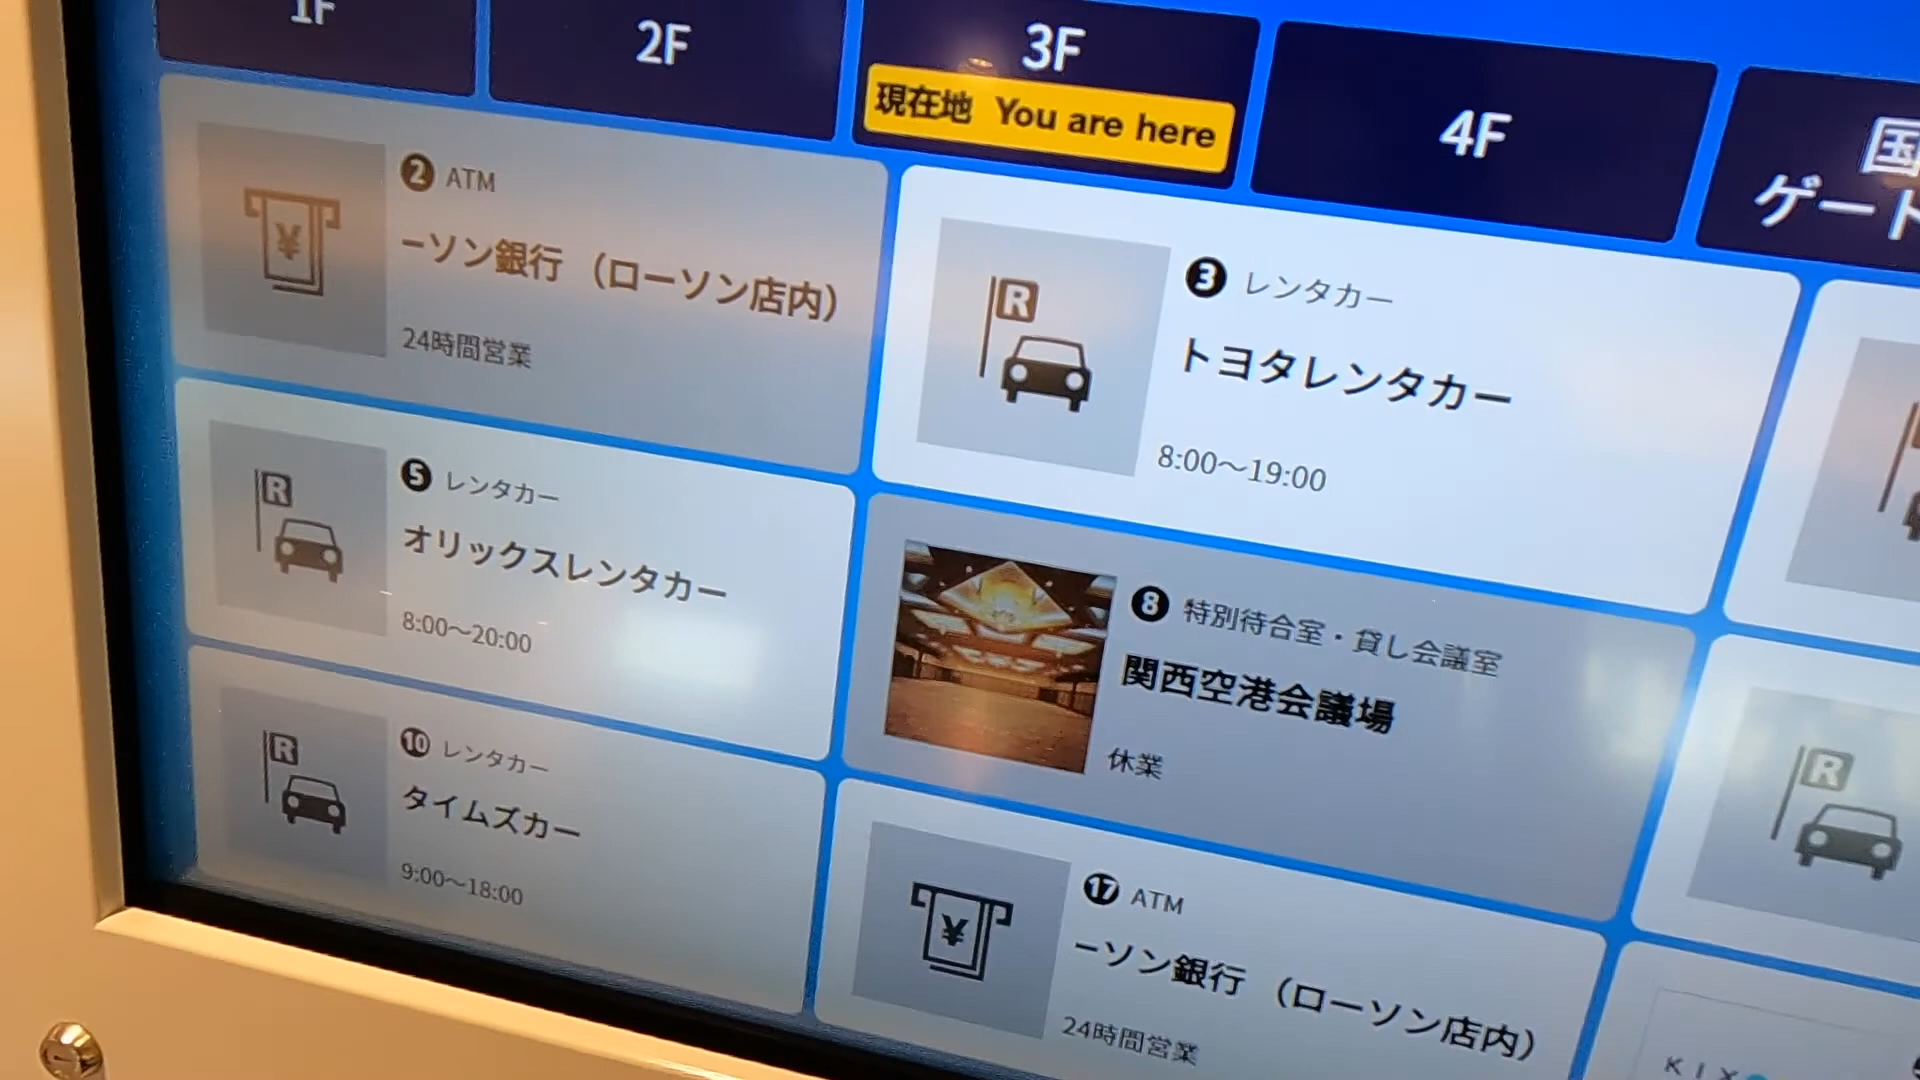 1F
2F
3F
現在地 You are here
4F
国
ゲート
2 ATM
ーソン銀行 （ローソン店内）
24時間営業
3 レンタカー
トヨタレンタカー
8:00～19:00
5 レンタカー
オリックスレンタカー
8:00～20:00
8 特別待合室・貸し会議室
関西空港会議場
休業
10 レンタカー
タイムズカー
9:00～18:00
17 ATM
ーソン銀行 （ローソン店内）
24時間営業
R
R
R
R
¥
¥
KIX